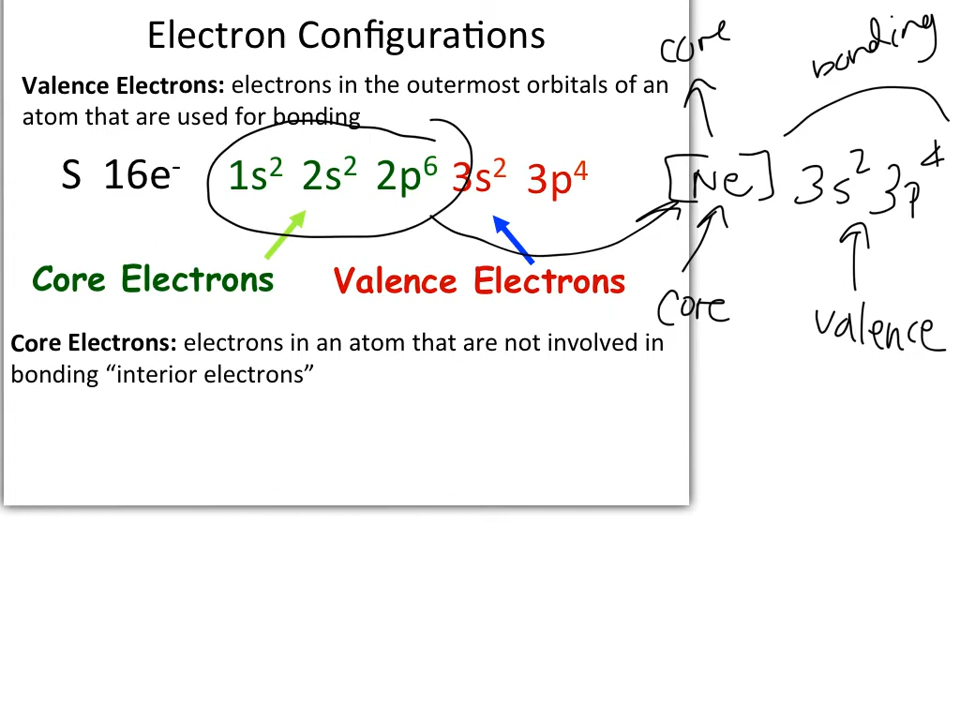 Electron Configurations
core
bonding
Valence Electrons: electrons in the outermost orbitals of an
atom that are used for bonding
S 16e⁻ 1s² 2s² 2p⁶ 3s² 3p⁴
[Ne] 3s² 3p⁴
Core Electrons Valence Electrons
core
valence
Core Electrons: electrons in an atom that are not involved in
bonding “interior electrons”